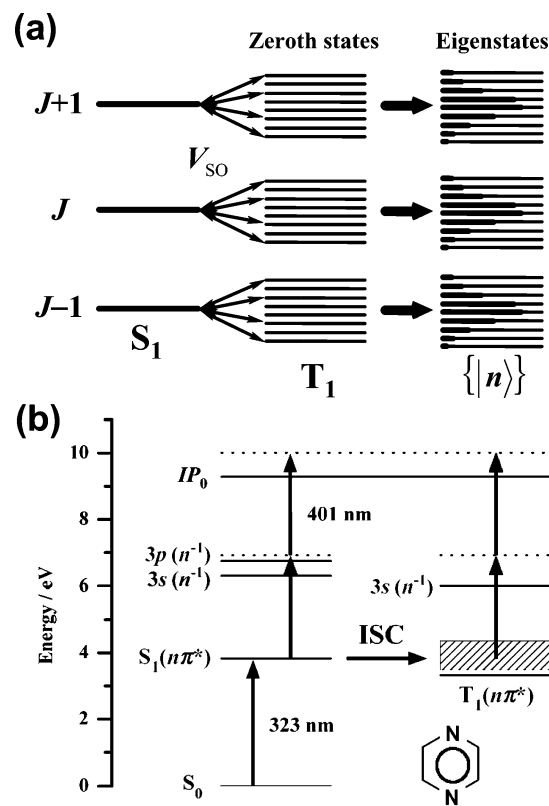 (a)
Zeroth states Eigenstates
J+1
V_SO
J
J−1
S₁
T₁
{|n⟩}
(b)
10
IP₀
401 nm
8
3p (n⁻¹)
3s (n⁻¹)
3s (n⁻¹)
6
Energy / eV
ISC
4
S₁(nπ*)
T₁(nπ*)
323 nm
2
N
N
0
S₀